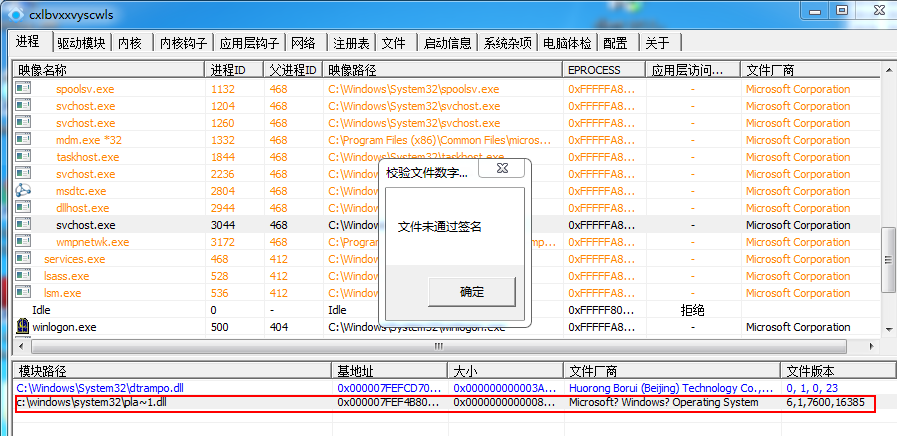 cxlbvxxvyscwls
进程 驱动模块 内核 内核钩子 应用层钩子 网络 注册表 文件 启动信息 系统杂项 电脑体检 配置 关于
映像名称 进程ID 父进程ID 映像路径 EPROCESS 应用层访问... 文件厂商
spoolsv.exe 1132 468 C:\Windows\System32\spoolsv.exe 0xFFFFFA8... - Microsoft Corporation
svchost.exe 1204 468 C:\Windows\System32\svchost.exe 0xFFFFFA8... - Microsoft Corporation
svchost.exe 1260 468 C:\Windows\System32\svchost.exe 0xFFFFFA8... - Microsoft Corporation
mdm.exe *32 1332 468 C:\Program Files (x86)\Common Files\micros... 0xFFFFFA8... - Microsoft Corporation
taskhost.exe 1844 468 C:\Windows\System32\taskhost.exe 0xFFFFFA8... - Microsoft Corporation
svchost.exe 2236 468 C:\Windows 0xFFFFFA8... - Microsoft Corporation
msdtc.exe 2804 468 C:\Windows 0xFFFFFA8... - Microsoft Corporation
dllhost.exe 2944 468 C:\Windows 0xFFFFFA8... - Microsoft Corporation
svchost.exe 3044 468 C:\Windows 0xFFFFFA8... - Microsoft Corporation
wmpnetwk.exe 3172 468 C:\Progra mp... 0xFFFFFA8... - Microsoft Corporation
services.exe 468 412 C:\Windows 0xFFFFFA8... - Microsoft Corporation
lsass.exe 528 412 C:\Windows 0xFFFFFA8... - Microsoft Corporation
lsm.exe 536 412 C:\Windows 0xFFFFFA8... - Microsoft Corporation
Idle 0 - Idle 0xFFFFF80... 拒绝
winlogon.exe 500 404 C:\Windows\System32\winlogon.exe 0xFFFFFA8... - Microsoft Corporation
校验文件数字...
文件未通过签名
确定
模块路径 基地址 大小 文件厂商 文件版本
C:\Windows\System\dtrampo.dll 0x000007FEFCD70... 0x000000000003A... Huorong Borui (Beijing) Technology Co.,... 0, 1, 0, 23
c:\windows\system32\pla~1.dll 0x000007FEF4B80... 0x0000000000008... Microsoft? Windows? Operating System 6,1,7600,16385